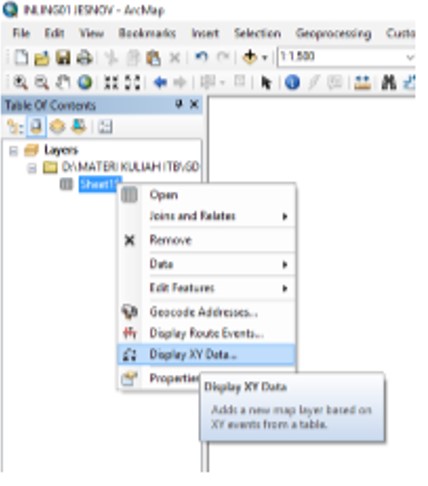 INLING01 JESNOV - ArcMap
File Edit View Bookmarks Insert Selection Geoprocessing Custo
1:1.500
Table Of Contents
Layers
D:\MATERI KULIAH ITB\GD
Sheet1$
Open
Joins and Relates
Remove
Data
Edit Features
Geocode Addresses...
Display Route Events...
Display XY Data...
Properties
Display XY Data
Adds a new map layer based on
XY events from a table.